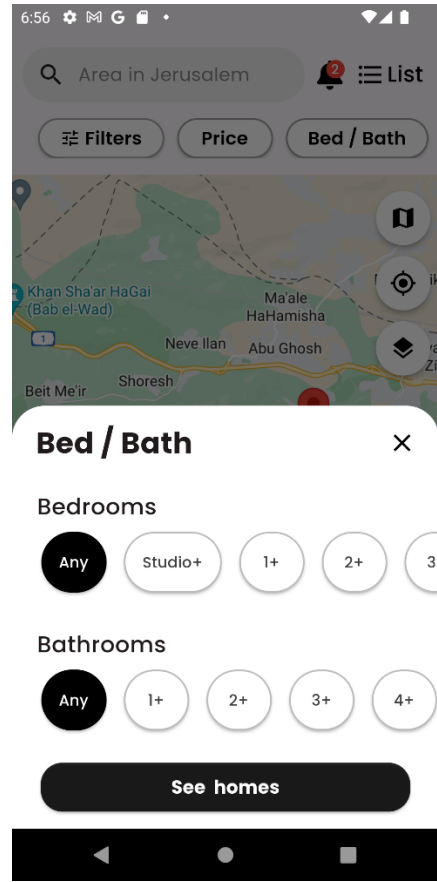 6:56
Area in Jerusalem
2
List
Filters
Price
Bed / Bath
Khan Sha'ar HaGai
(Bab el-Wad)
Ma'ale
HaHamisha
1
Neve Ilan
Abu Ghosh
Shoresh
Beit Me'ir
Bed / Bath
Bedrooms
Any
Studio+
1+
2+
3
Bathrooms
Any
1+
2+
3+
4+
See homes